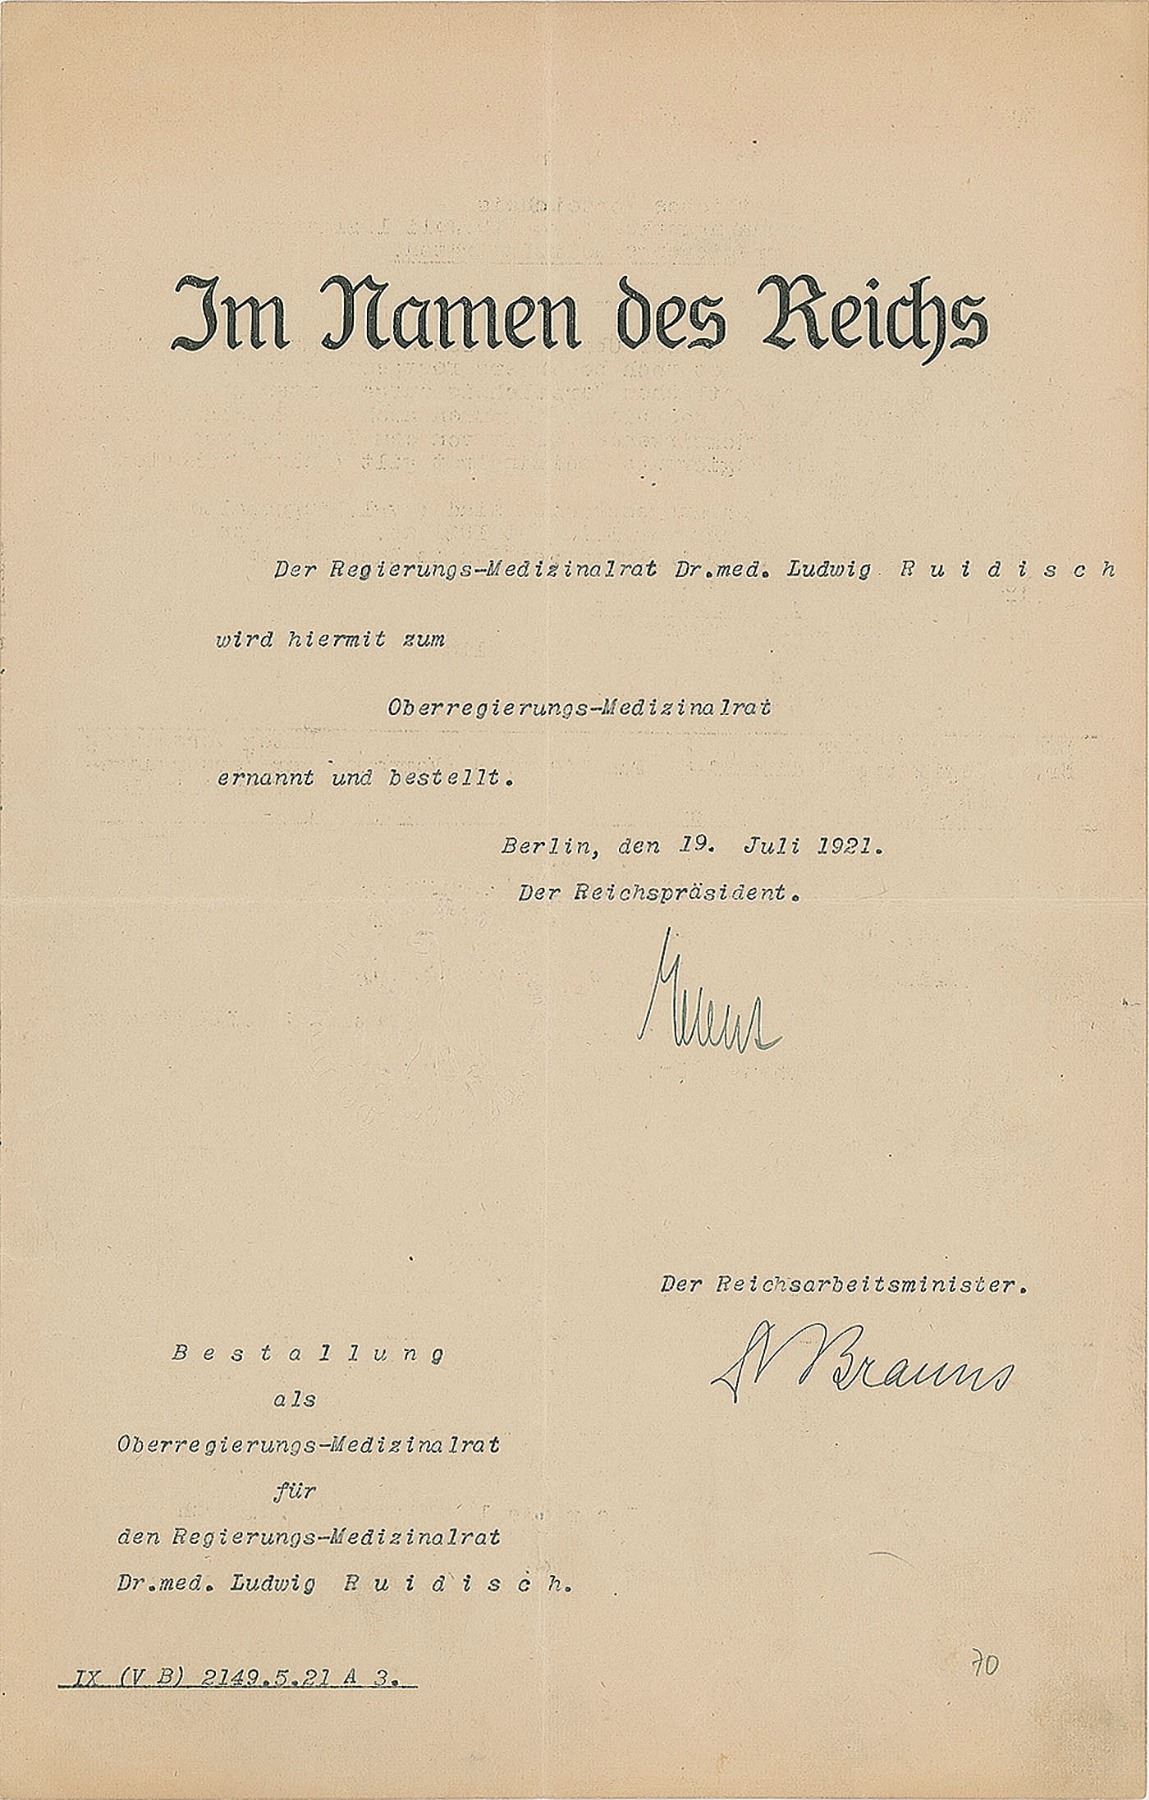 Im Namen des Reichs
Der Regierungs-Medizinalrat Dr.med. Ludwig R u i d i s c h
wird hiermit zum
Oberregierungs-Medizinalrat
ernannt und bestellt.
Berlin, den 19. Juli 1921.
Der Reichspräsident.
Ebert
Der Reichsarbeitsminister.
Dr Brauns
B e s t a l l u n g
als
Oberregierungs-Medizinalrat
für
den Regierungs-Medizinalrat
Dr.med. Ludwig R u i d i s c h.
IX (V B) 2149.5.21 A 3.
70